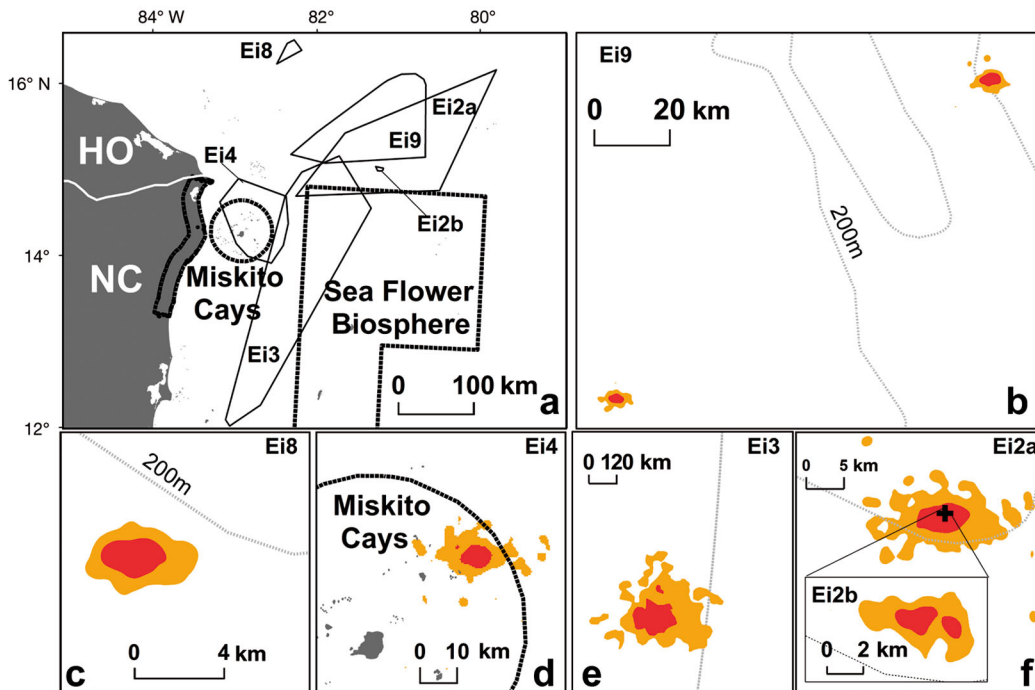 84° W
82°
80°
16° N
14°
12°
Ei8
Ei2a
Ei9
Ei4
Ei2b
HO
NC
Miskito
Cays
Sea Flower
Biosphere
Ei3
0 100 km
a
Ei9
0 20 km
200m
b
Ei8
200m
0 4 km
c
Ei4
Miskito
Cays
0 10 km
d
Ei3
0 120 km
e
Ei2a
0 5 km
Ei2b
0 2 km
f